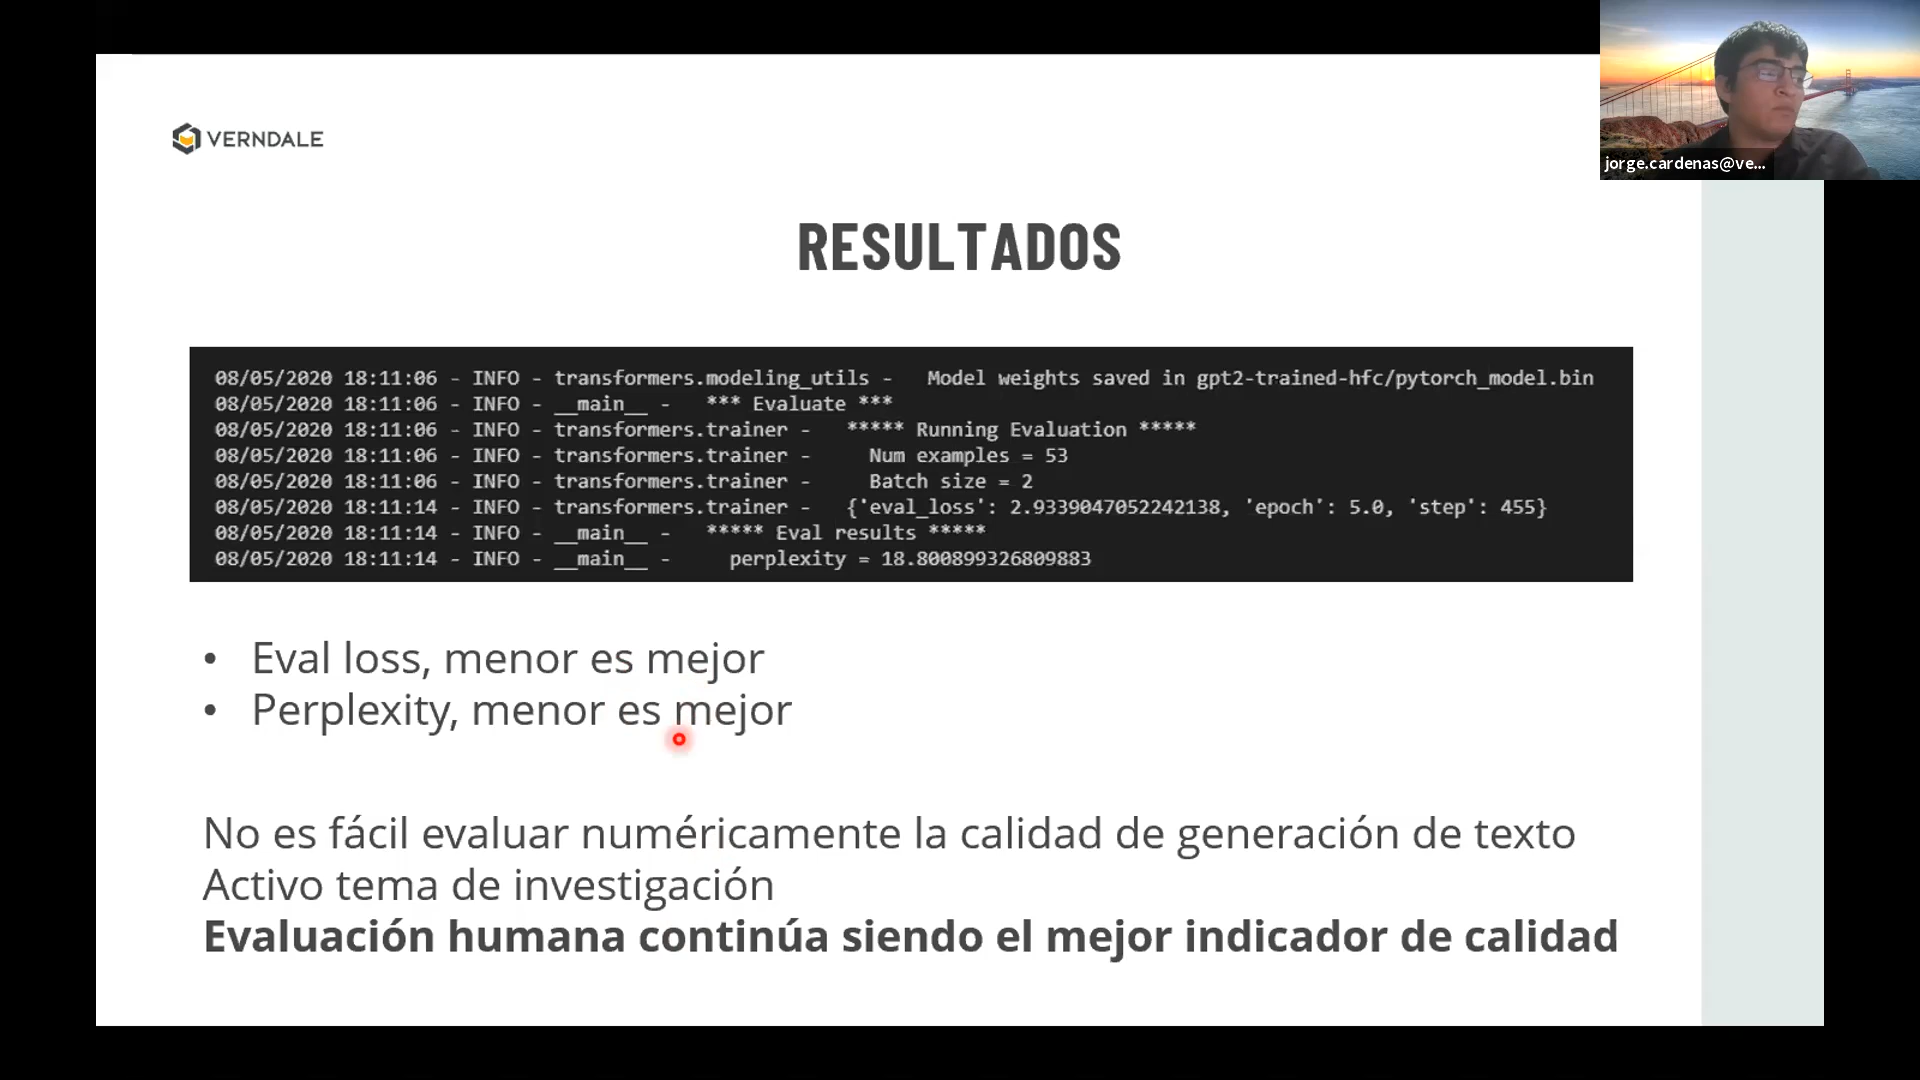 VERNDALE
jorge.cardenas@ve...
RESULTADOS
08/05/2020 18:11:06 - INFO - transformers.modeling_utils - Model weights saved in gpt2-trained-hfc/pytorch_model.bin
08/05/2020 18:11:06 - INFO - __main__ - *** Evaluate ***
08/05/2020 18:11:06 - INFO - transformers.trainer - ***** Running Evaluation *****
08/05/2020 18:11:06 - INFO - transformers.trainer - Num examples = 53
08/05/2020 18:11:06 - INFO - transformers.trainer - Batch size = 2
08/05/2020 18:11:14 - INFO - transformers.trainer - {'eval_loss': 2.9339047052242138, 'epoch': 5.0, 'step': 455}
08/05/2020 18:11:14 - INFO - __main__ - ***** Eval results *****
08/05/2020 18:11:14 - INFO - __main__ - perplexity = 18.800899326809883
• Eval loss, menor es mejor
• Perplexity, menor es mejor
No es fácil evaluar numéricamente la calidad de generación de texto
Activo tema de investigación
Evaluación humana continúa siendo el mejor indicador de calidad